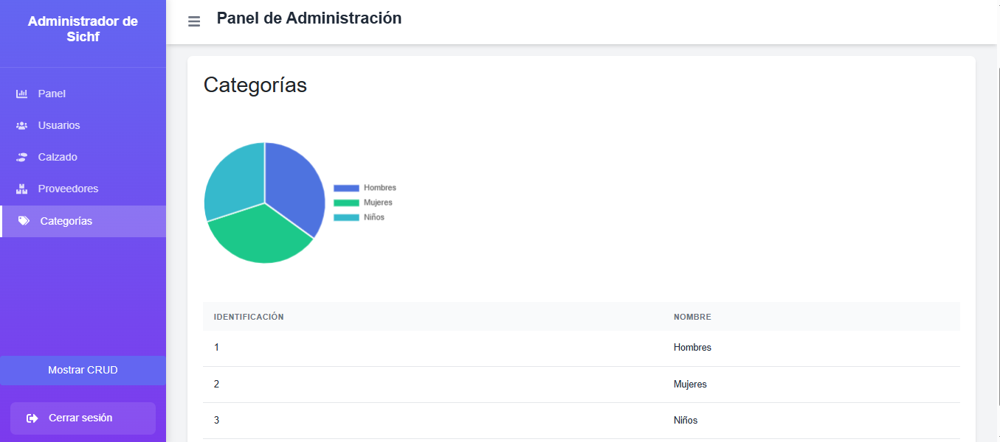 Administrador de
Sichf
Panel
Usuarios
Calzado
Proveedores
Categorías
Mostrar CRUD
Cerrar sesión
Panel de Administración
Categorías
Hombres
Mujeres
Niños
IDENTIFICACIÓN NOMBRE
1 Hombres
2 Mujeres
3 Niños